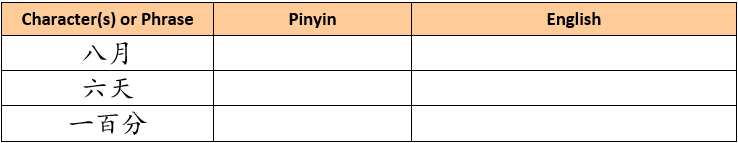 Character(s) or Phrase Pinyin English
八月
六天
一百分